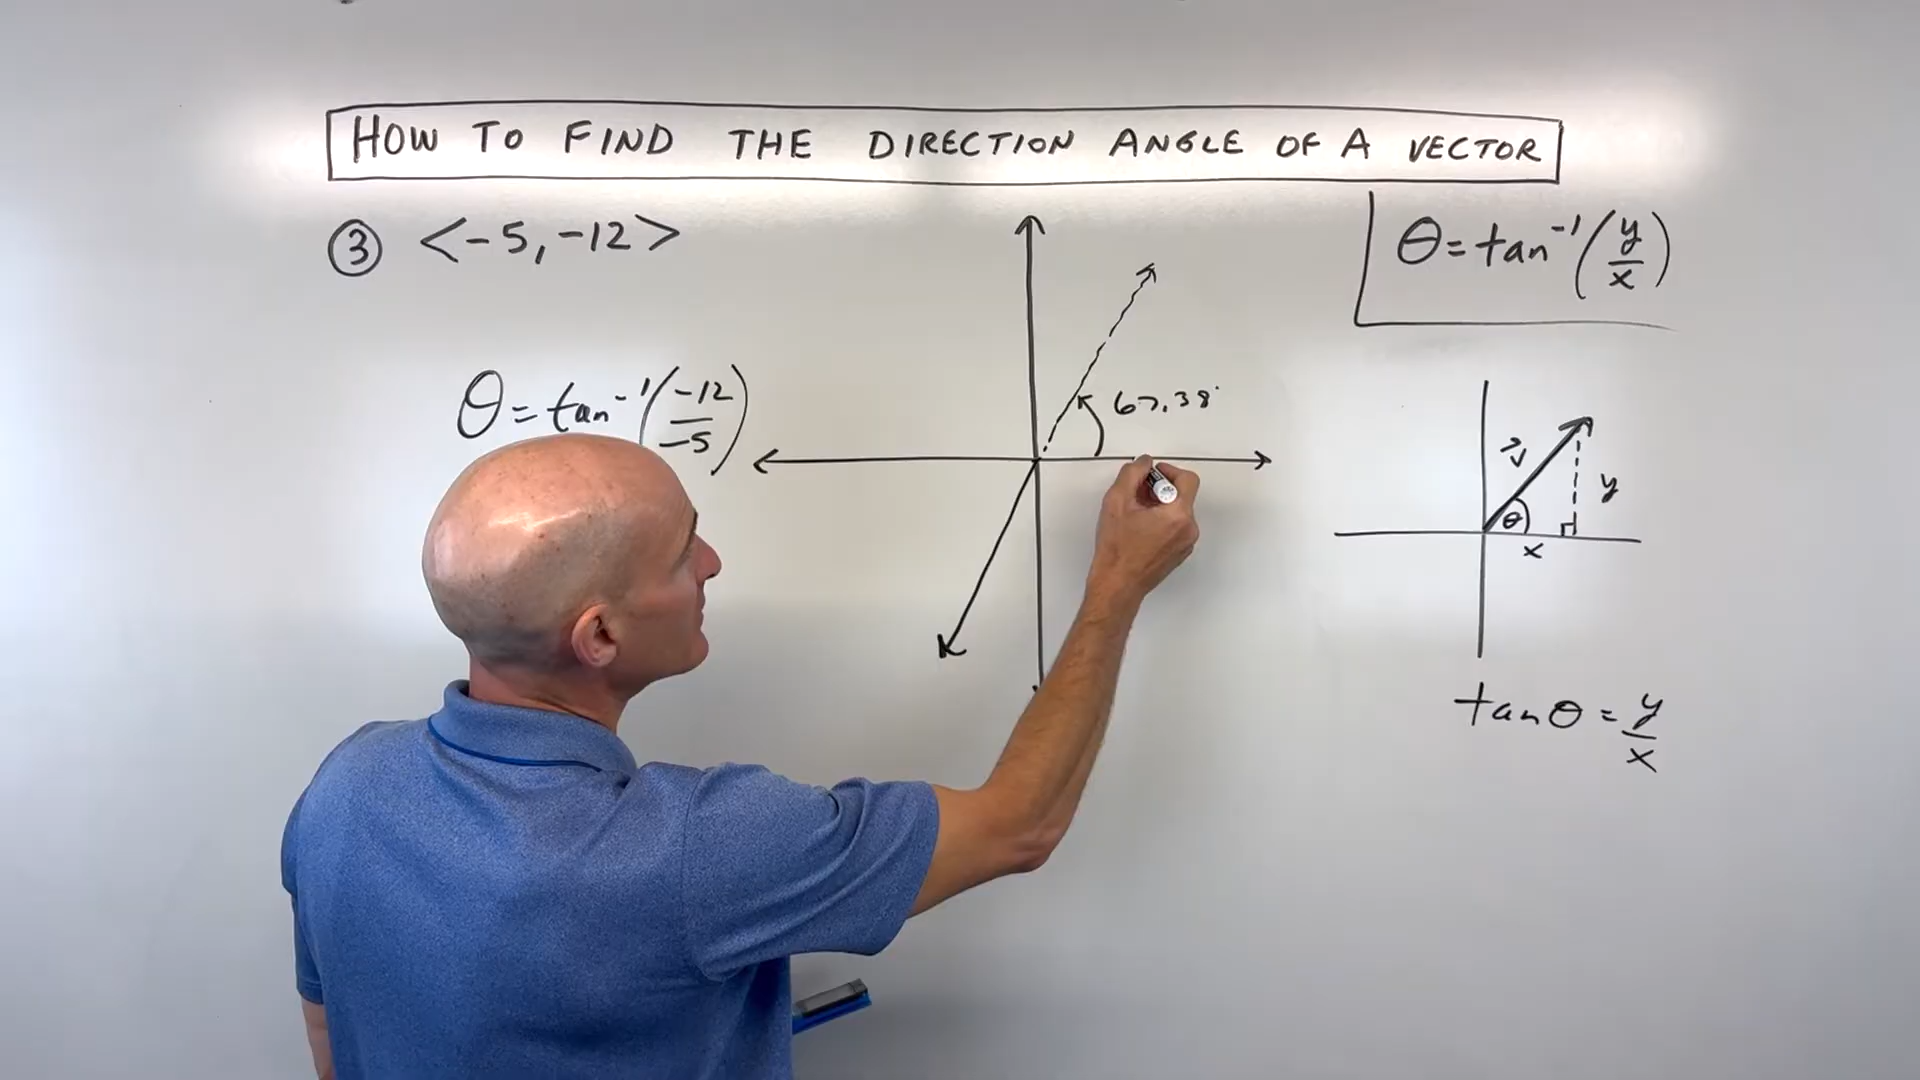 HOW TO FIND THE DIRECTION ANGLE OF A VECTOR
③ <-5, -12>
θ = tan⁻¹(y/x)
θ = tan⁻¹(-12/-5)
67.38°
v⃗
y
θ
x
tanθ = y/x